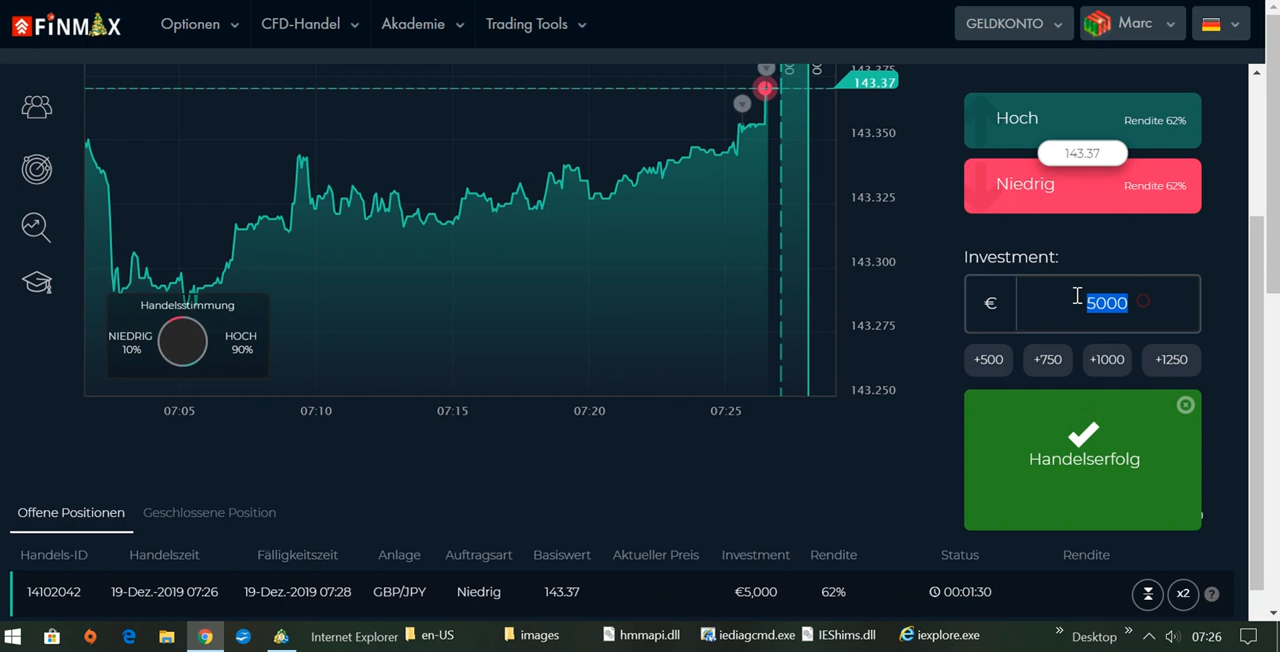 FiNMAX
Optionen
CFD-Handel
Akademie
Trading Tools
GELDKONTO
Marc
143.375
143.37
143.350
143.325
143.300
143.275
143.250
00
00
Handelsstimmung
NIEDRIG
10%
HOCH
90%
07:05
07:10
07:15
07:20
07:25
Hoch
Rendite 62%
143.37
Niedrig
Rendite 62%
Investment:
€ 5000
+500
+750
+1000
+1250
Handelserfolg
Offene Positionen
Geschlossene Position
Handels-ID Handelszeit Fälligkeitszeit Anlage Auftragsart Basiswert Aktueller Preis Investment Rendite Status Rendite
14102042 19-Dez.-2019 07:26 19-Dez.-2019 07:28 GBP/JPY Niedrig 143.37 €5,000 62% 00:01:30 x2 ?
Internet Explorer en-US images hmmapi.dll iediagcmd.exe IEShims.dll iexplore.exe » Desktop » 07:26